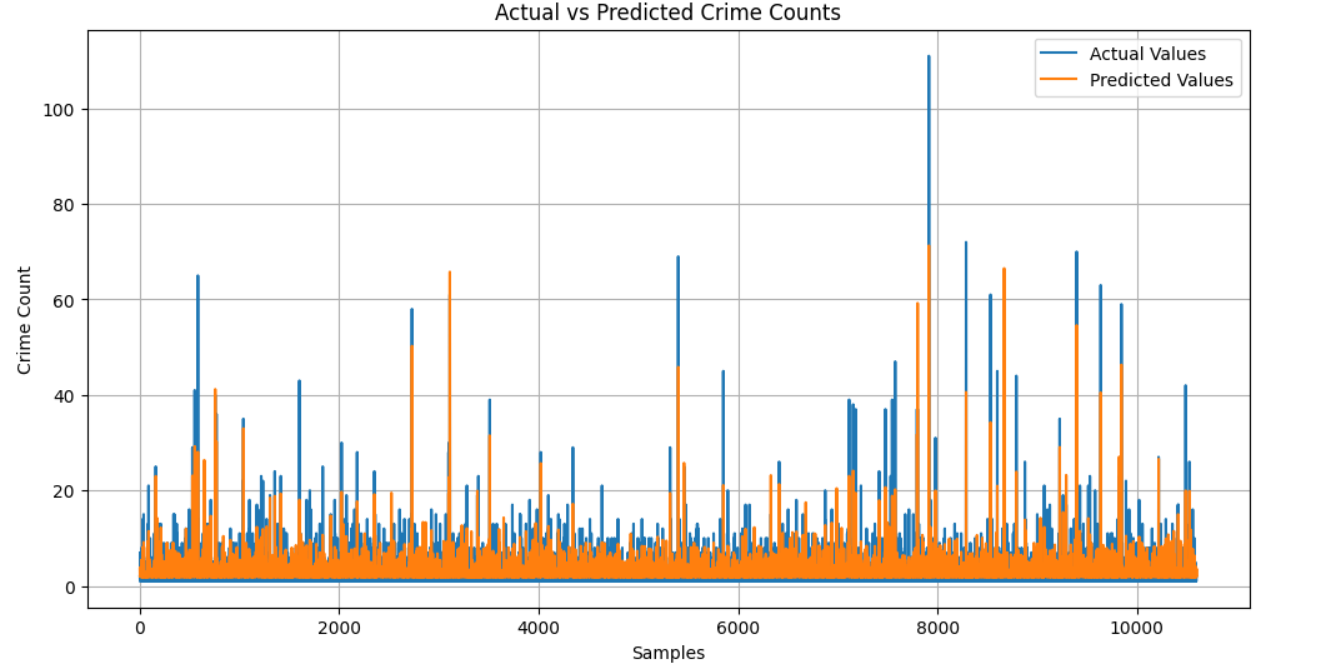 Actual vs Predicted Crime Counts
Actual Values
Predicted Values
100
80
60
40
20
0
Crime Count
0 2000 4000 6000 8000 10000
Samples